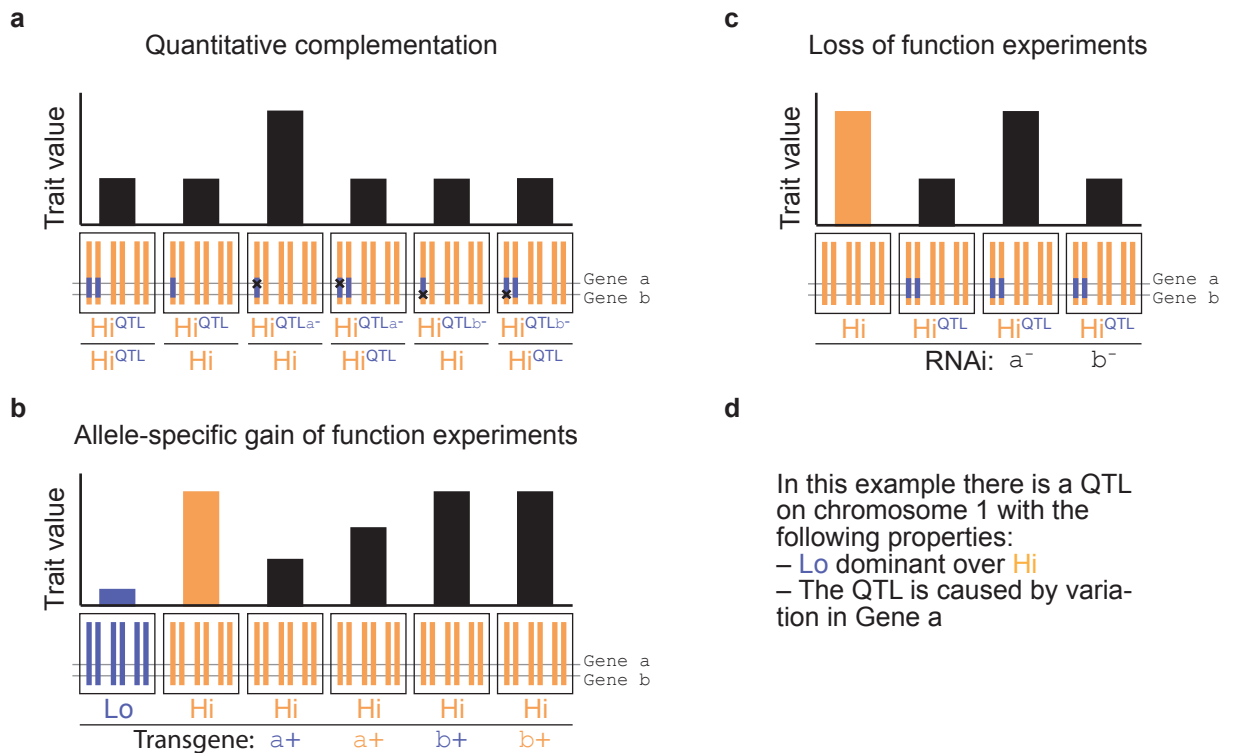 a
Quantitative complementation
Trait value
Gene a
Gene b
Hi^QTL Hi^QTL Hi^QTLa- Hi^QTLa- Hi^QTLb- Hi^QTLb-
Hi^QTL Hi Hi Hi^QTL Hi Hi^QTL
b
Allele-specific gain of function experiments
Trait value
Gene a
Gene b
Lo Hi Hi Hi Hi Hi
Transgene: a+ a+ b+ b+
c
Loss of function experiments
Trait value
Gene a
Gene b
Hi Hi^QTL Hi^QTL Hi^QTL
RNAi: a⁻ b⁻
d
In this example there is a QTL
on chromosome 1 with the
following properties:
– Lo dominant over Hi
– The QTL is caused by varia-
tion in Gene a